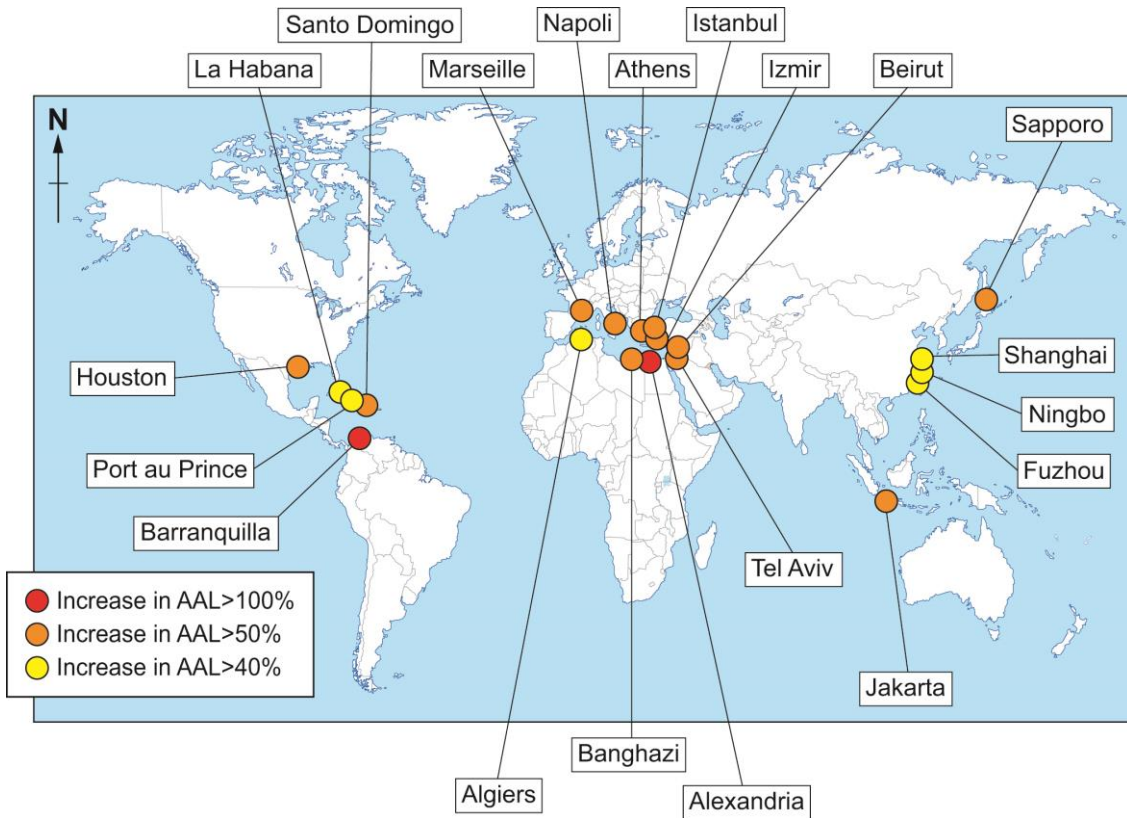 Santo Domingo
Napoli
Istanbul
La Habana
Marseille
Athens
Izmir
Beirut
N
Sapporo
Houston
Shanghai
Ningbo
Port au Prince
Fuzhou
Barranquilla
Tel Aviv
Increase in AAL>100%
Increase in AAL>50%
Increase in AAL>40%
Jakarta
Banghazi
Algiers
Alexandria